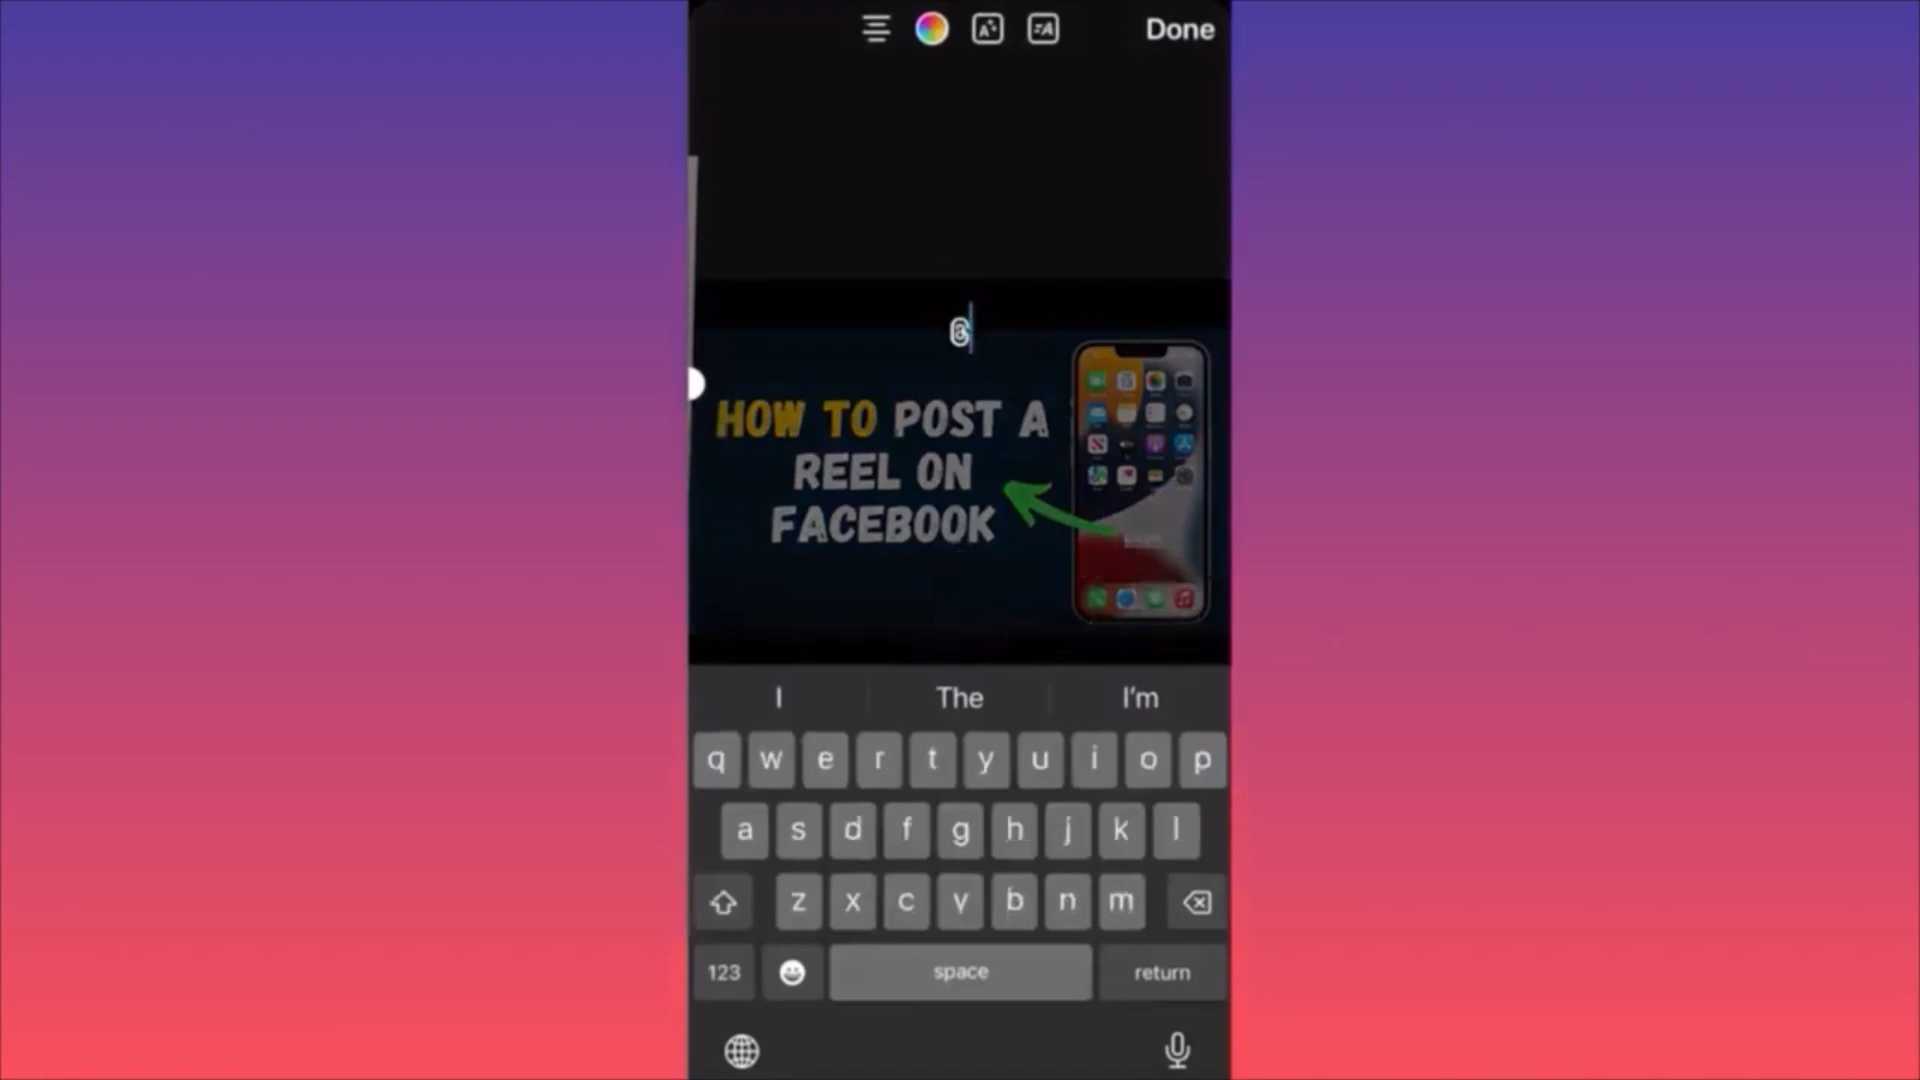 Done
@
HOW TO POST A
REEL ON
FACEBOOK
I The I'm
q w e r t y u i o p
a s d f g h j k l
z x c v b n m
123 space return